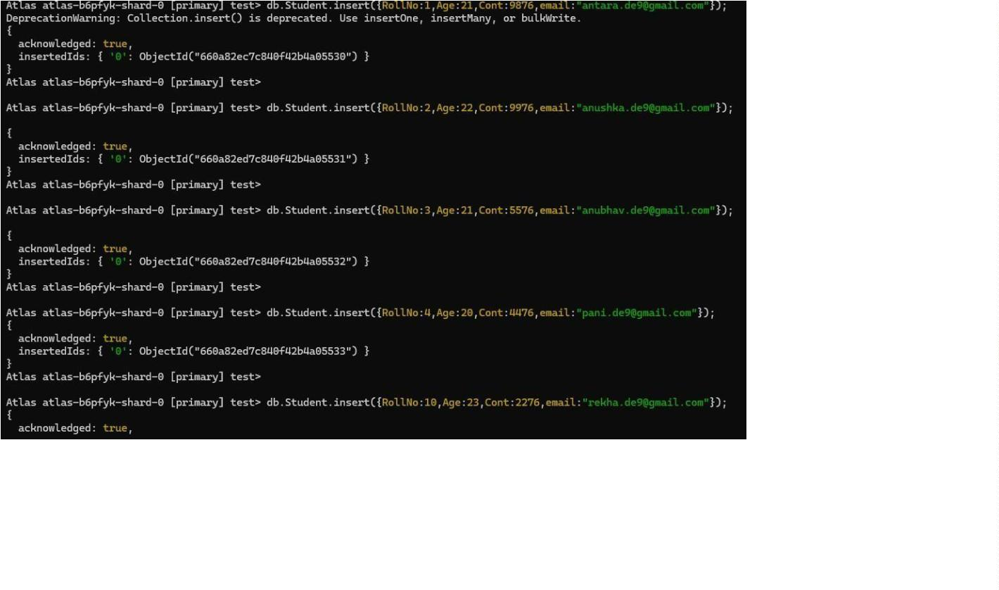 Atlas atlas-b6pfyk-shard-0 [primary] test> db.Student.insert({RollNo:1,Age:21,Cont:9876,email:"antara.de9@gmail.com"});
DeprecationWarning: Collection.insert() is deprecated. Use insertOne, insertMany, or bulkWrite.
{
  acknowledged: true,
  insertedIds: { '0': ObjectId("660a82ec7c840f42b4a05530") }
}
Atlas atlas-b6pfyk-shard-0 [primary] test>
Atlas atlas-b6pfyk-shard-0 [primary] test> db.Student.insert({RollNo:2,Age:22,Cont:9976,email:"anushka.de9@gmail.com"});
{
  acknowledged: true,
  insertedIds: { '0': ObjectId("660a82ed7c840f42b4a05531") }
}
Atlas atlas-b6pfyk-shard-0 [primary] test>
Atlas atlas-b6pfyk-shard-0 [primary] test> db.Student.insert({RollNo:3,Age:21,Cont:5576,email:"anubhav.de9@gmail.com"});
{
  acknowledged: true,
  insertedIds: { '0': ObjectId("660a82ed7c840f42b4a05532") }
}
Atlas atlas-b6pfyk-shard-0 [primary] test>
Atlas atlas-b6pfyk-shard-0 [primary] test> db.Student.insert({RollNo:4,Age:20,Cont:4476,email:"pani.de9@gmail.com"});
{
  acknowledged: true,
  insertedIds: { '0': ObjectId("660a82ed7c840f42b4a05533") }
}
Atlas atlas-b6pfyk-shard-0 [primary] test>
Atlas atlas-b6pfyk-shard-0 [primary] test> db.Student.insert({RollNo:10,Age:23,Cont:2276,email:"rekha.de9@gmail.com"});
{
  acknowledged: true,